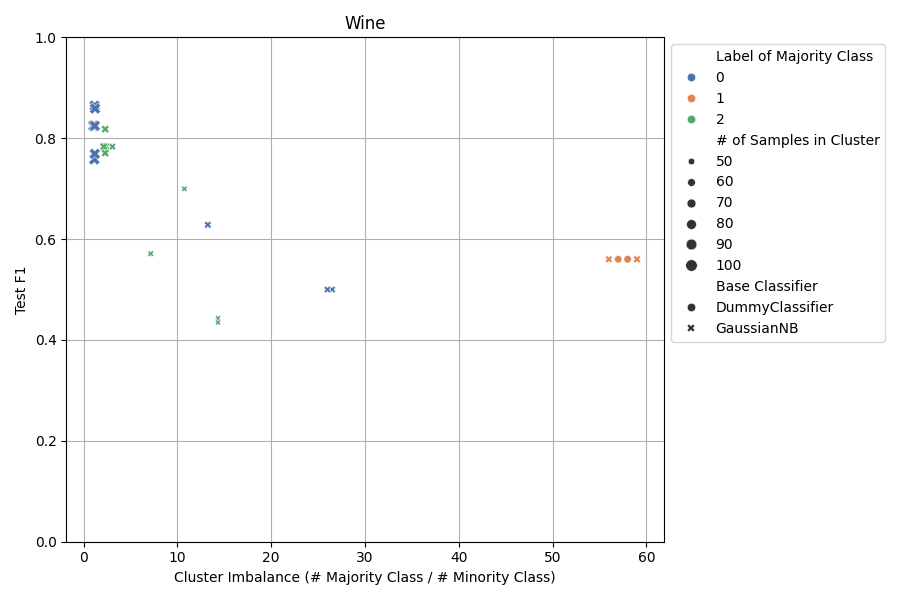 Wine
1.0
0.8
0.6
0.4
0.2
0.0
Test F1
0 10 20 30 40 50 60
Cluster Imbalance (# Majority Class / # Minority Class)
Label of Majority Class
0
1
2
# of Samples in Cluster
50
60
70
80
90
100
Base Classifier
DummyClassifier
GaussianNB